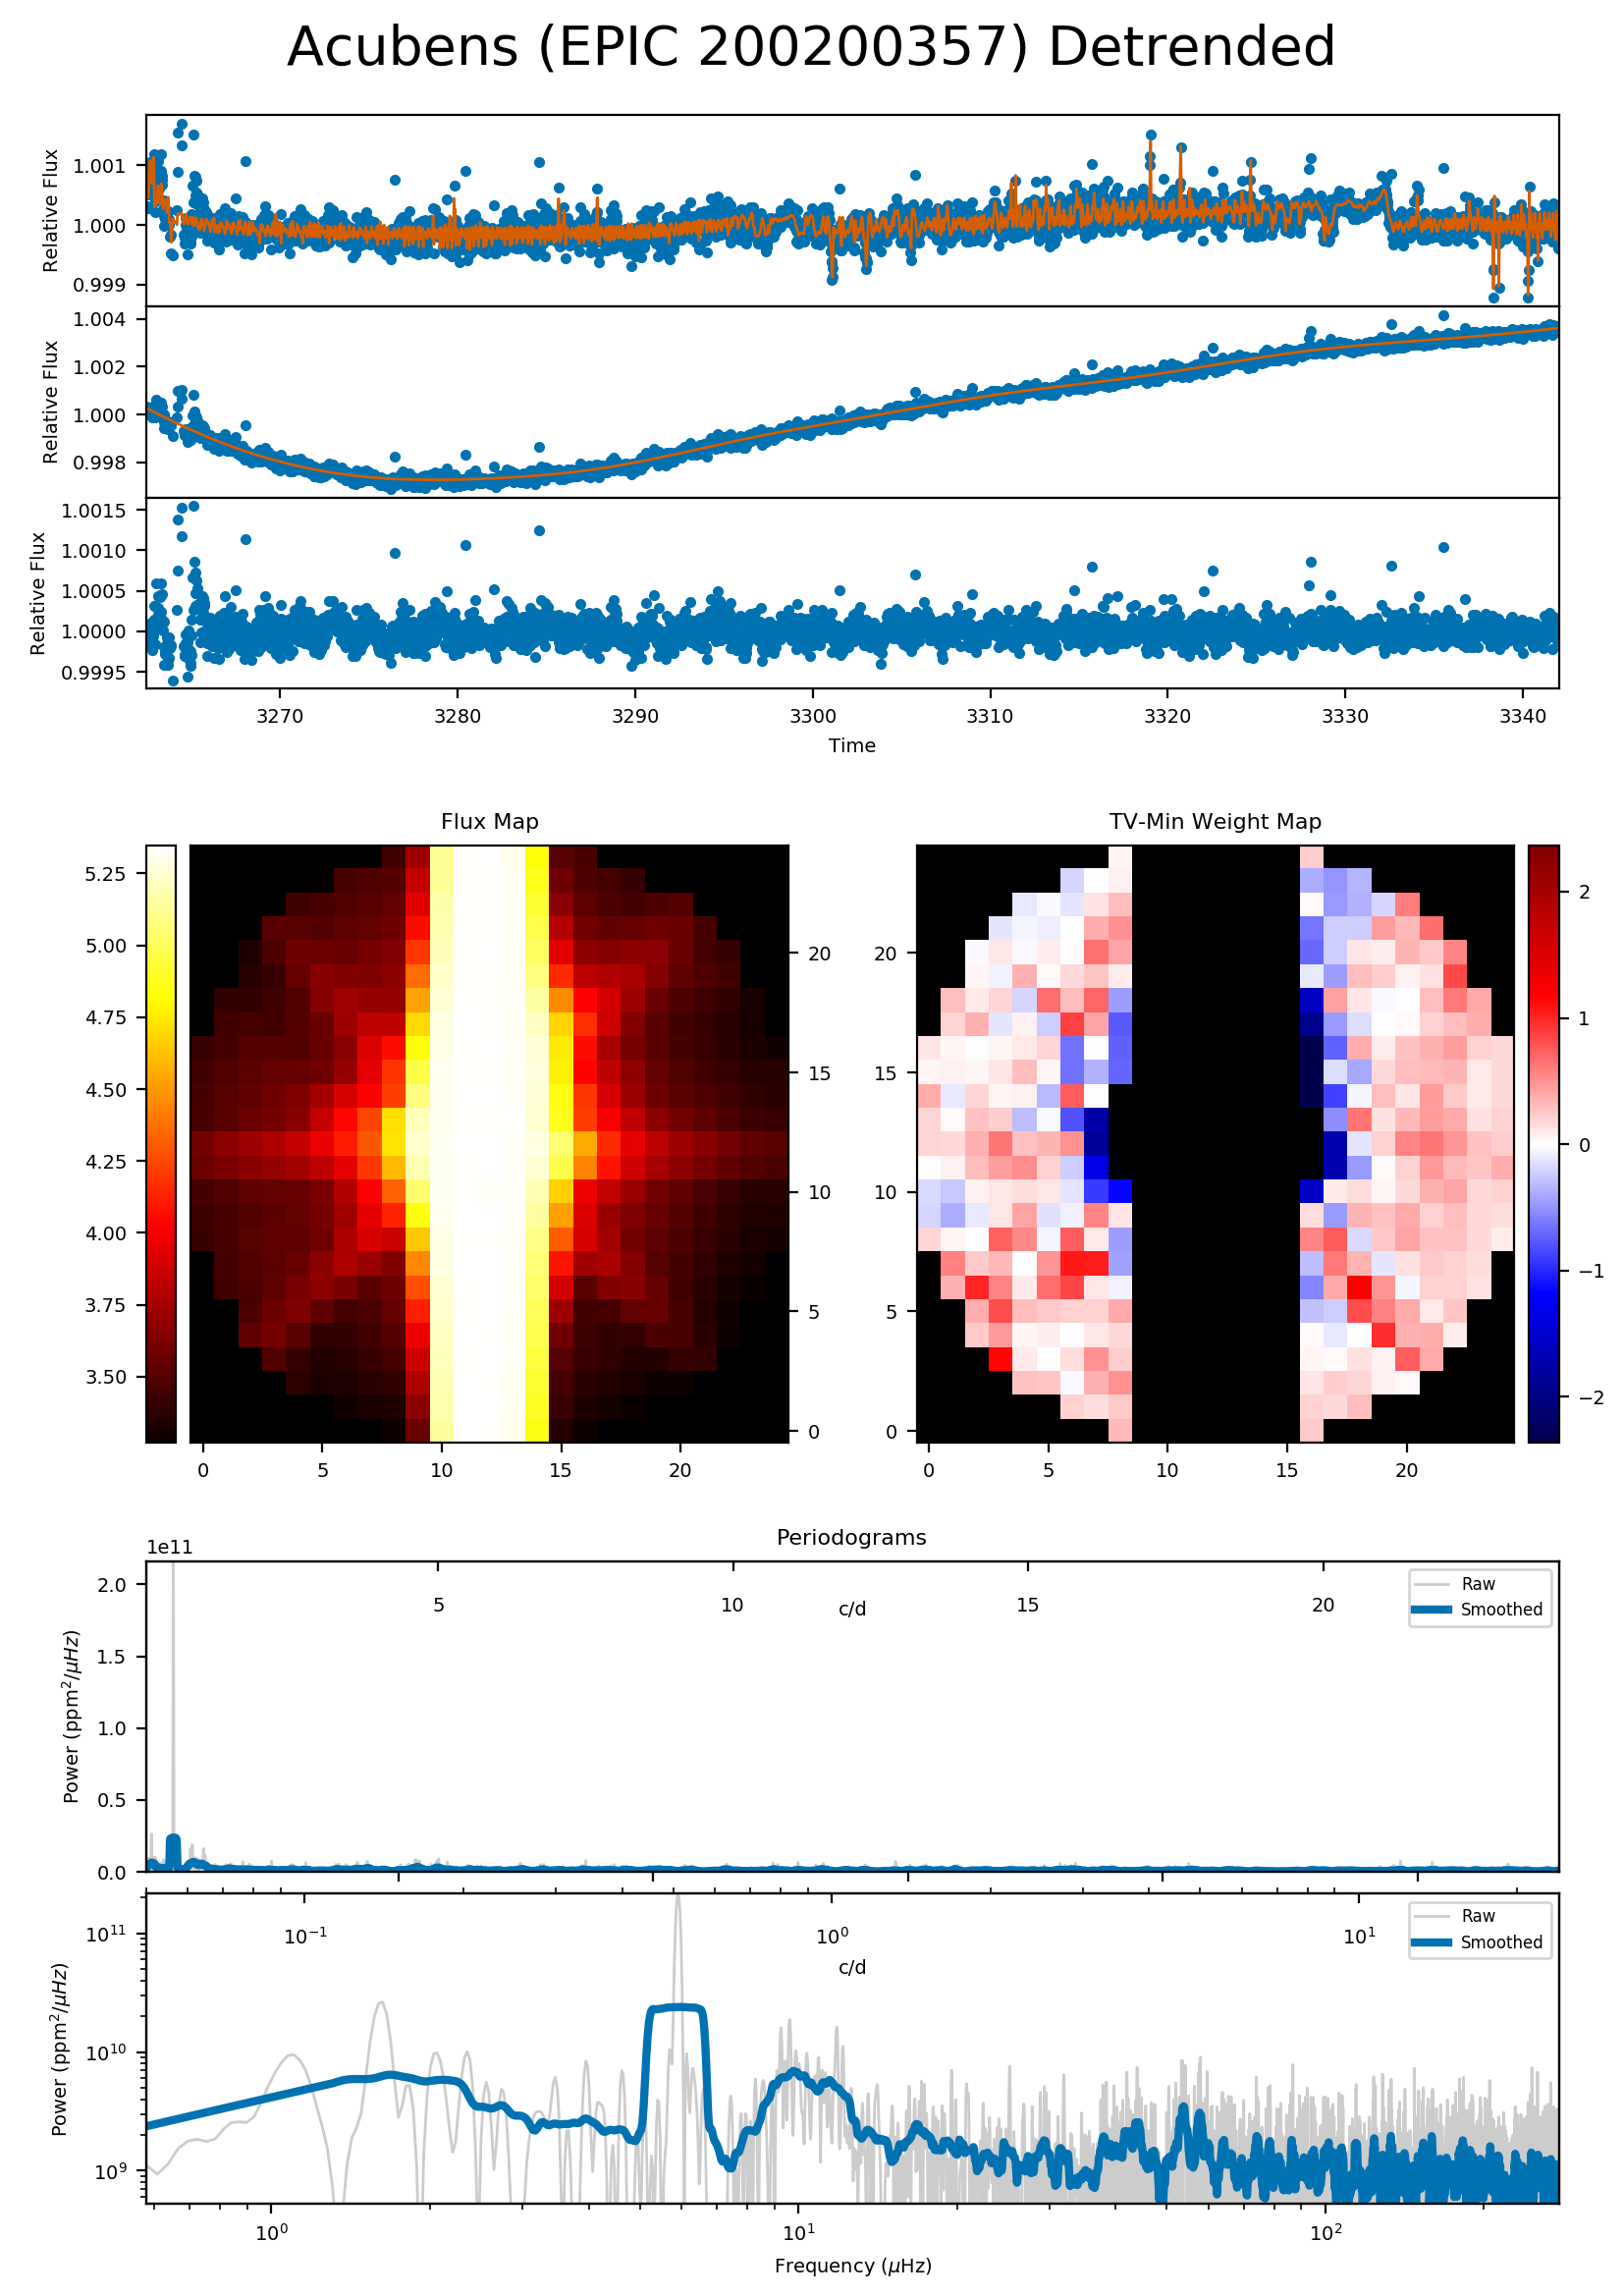 Acubens (EPIC 200200357) Detrended
Relative Flux
1.001
1.000
0.999
Relative Flux
1.004
1.002
1.000
0.998
Relative Flux
1.0015
1.0010
1.0005
1.0000
0.9995
3270 3280 3290 3300 3310 3320 3330 3340
Time
Flux Map
5.25
5.00
4.75
4.50
4.25
4.00
3.75
3.50
20
15
10
5
0
0 5 10 15 20
TV-Min Weight Map
20
15
10
5
0
0 5 10 15 20
2
1
0
−1
−2
Periodograms
1e11
Power (ppm²/μHz)
2.0
1.5
1.0
0.5
0.0
5 10 15 20
c/d
Raw
Smoothed
Power (ppm²/μHz)
10¹¹
10¹⁰
10⁹
10⁻¹ 10⁰ 10¹
c/d
Raw
Smoothed
10⁰ 10¹ 10²
Frequency (μHz)